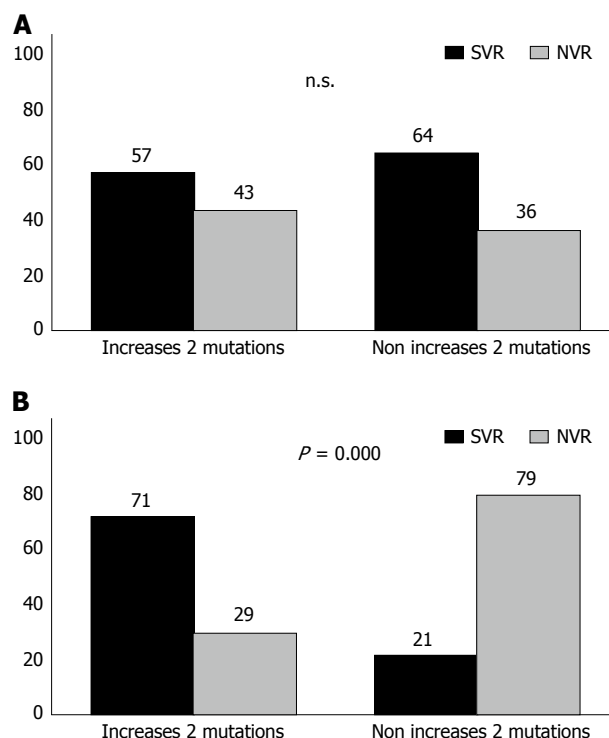 A
100
SVR NVR
n.s.
80
64
57
60
43
36
40
20
0
Increases 2 mutations Non increases 2 mutations
B
100
SVR NVR
P = 0.000
79
80
71
60
40
29
21
20
0
Increases 2 mutations Non increases 2 mutations